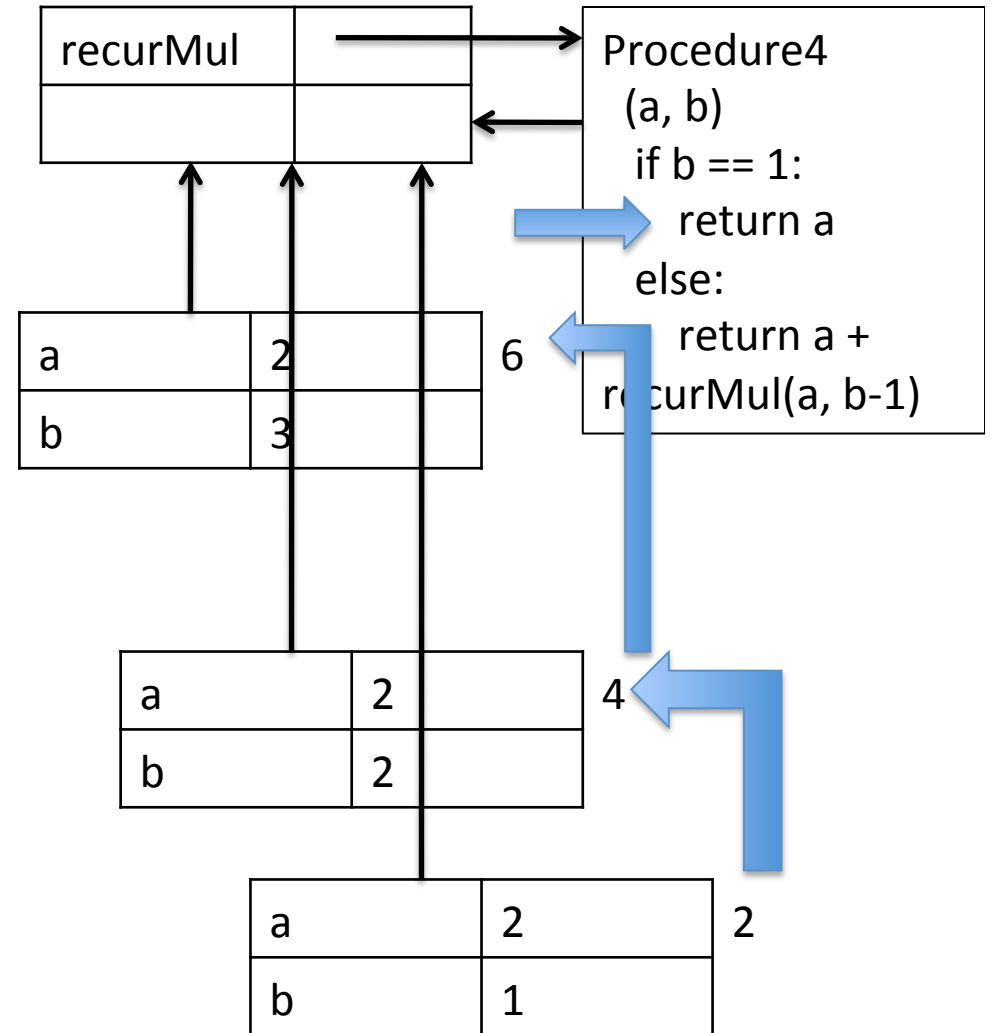 recurMul
Procedure4
(a, b)
if b == 1:
return a
else:
return a +
recurMul(a, b-1)
a 2 6
b 3
a 2 4
b 2
a 2 2
b 1